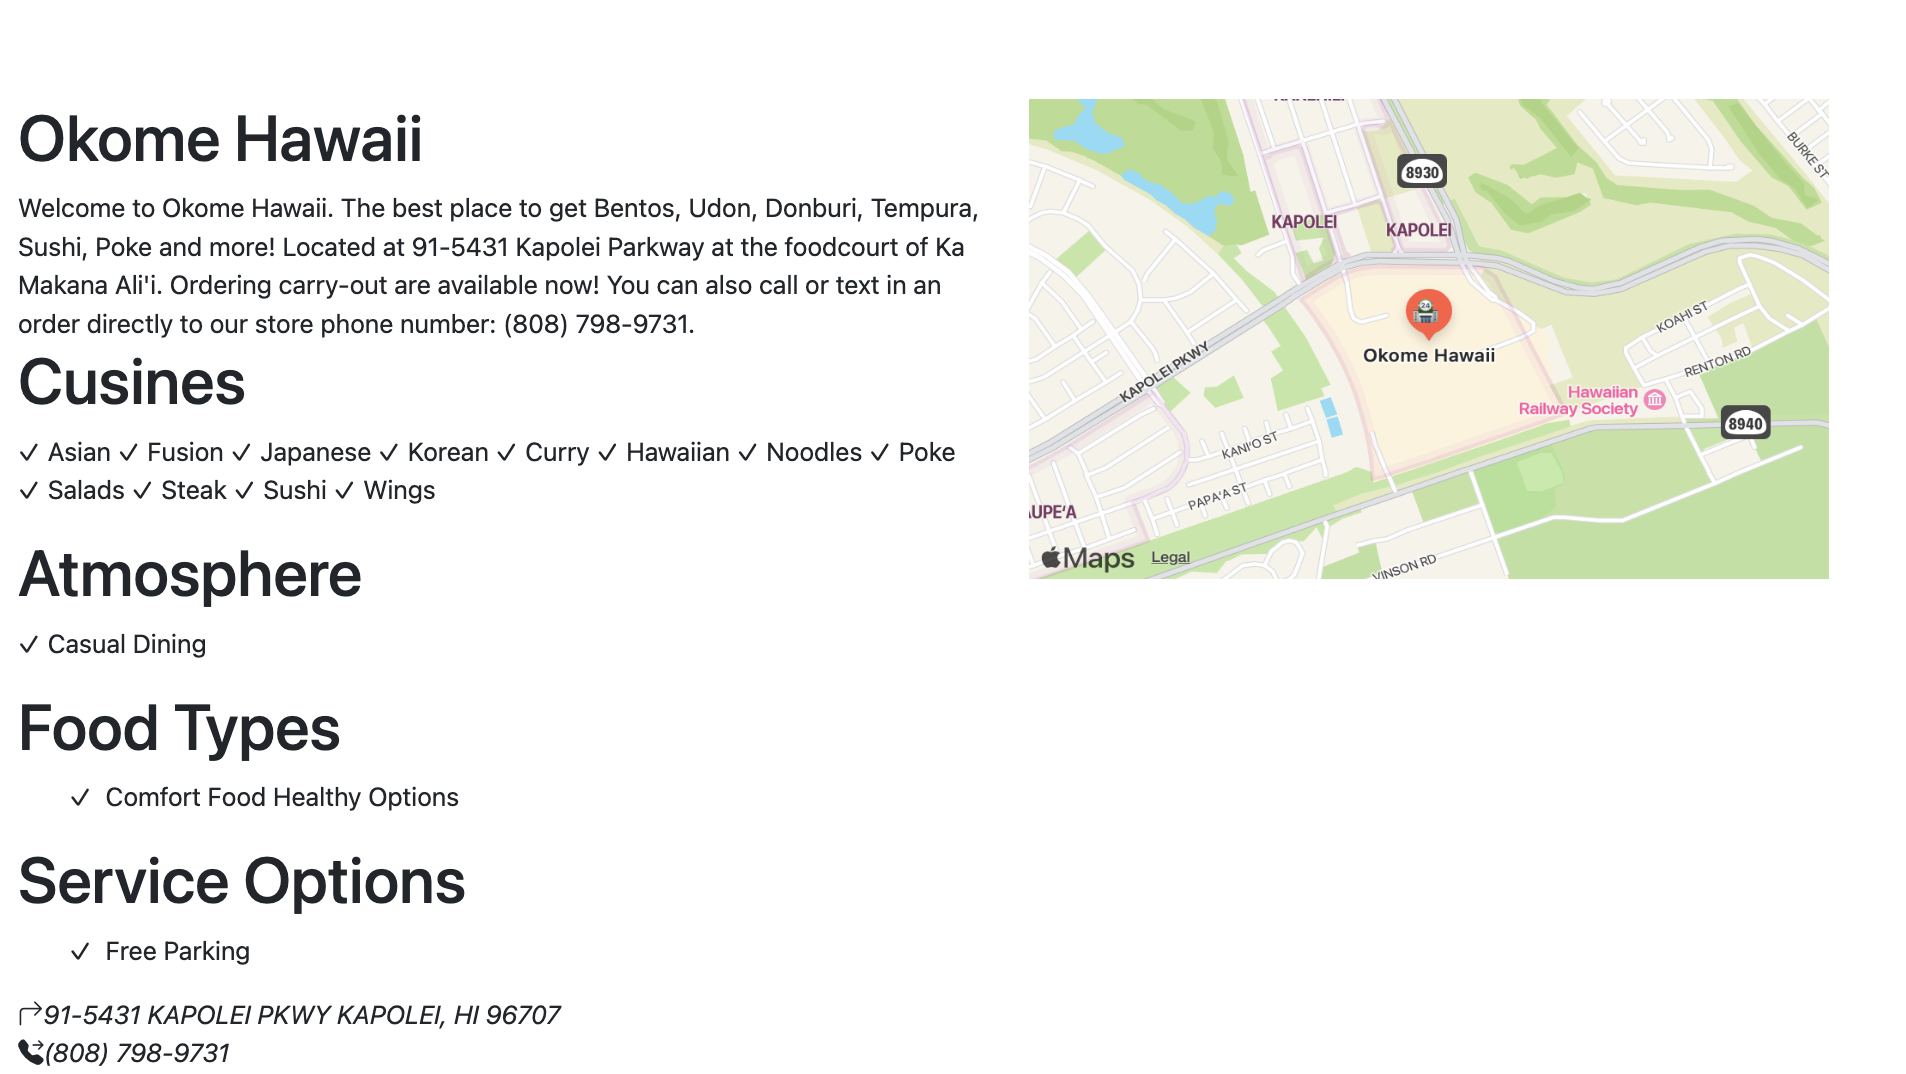 Okome Hawaii
Welcome to Okome Hawaii. The best place to get Bentos, Udon, Donburi, Tempura,
Sushi, Poke and more! Located at 91-5431 Kapolei Parkway at the foodcourt of Ka
Makana Ali'i. Ordering carry-out are available now! You can also call or text in an
order directly to our store phone number: (808) 798-9731.
Cusines
✓ Asian ✓ Fusion ✓ Japanese ✓ Korean ✓ Curry ✓ Hawaiian ✓ Noodles ✓ Poke
✓ Salads ✓ Steak ✓ Sushi ✓ Wings
Atmosphere
✓ Casual Dining
Food Types
✓ Comfort Food Healthy Options
Service Options
✓ Free Parking
91-5431 KAPOLEI PKWY KAPOLEI, HI 96707
(808) 798-9731
BURKE ST
8930
KAPOLEI
KAPOLEI
24
Okome Hawaii
KOAHI ST
RENTON RD
KAPOLEI PKWY
Hawaiian
Railway Society
8940
KANI'O ST
PAPA'A ST
AUPE'A
Maps
Legal
VINSON RD